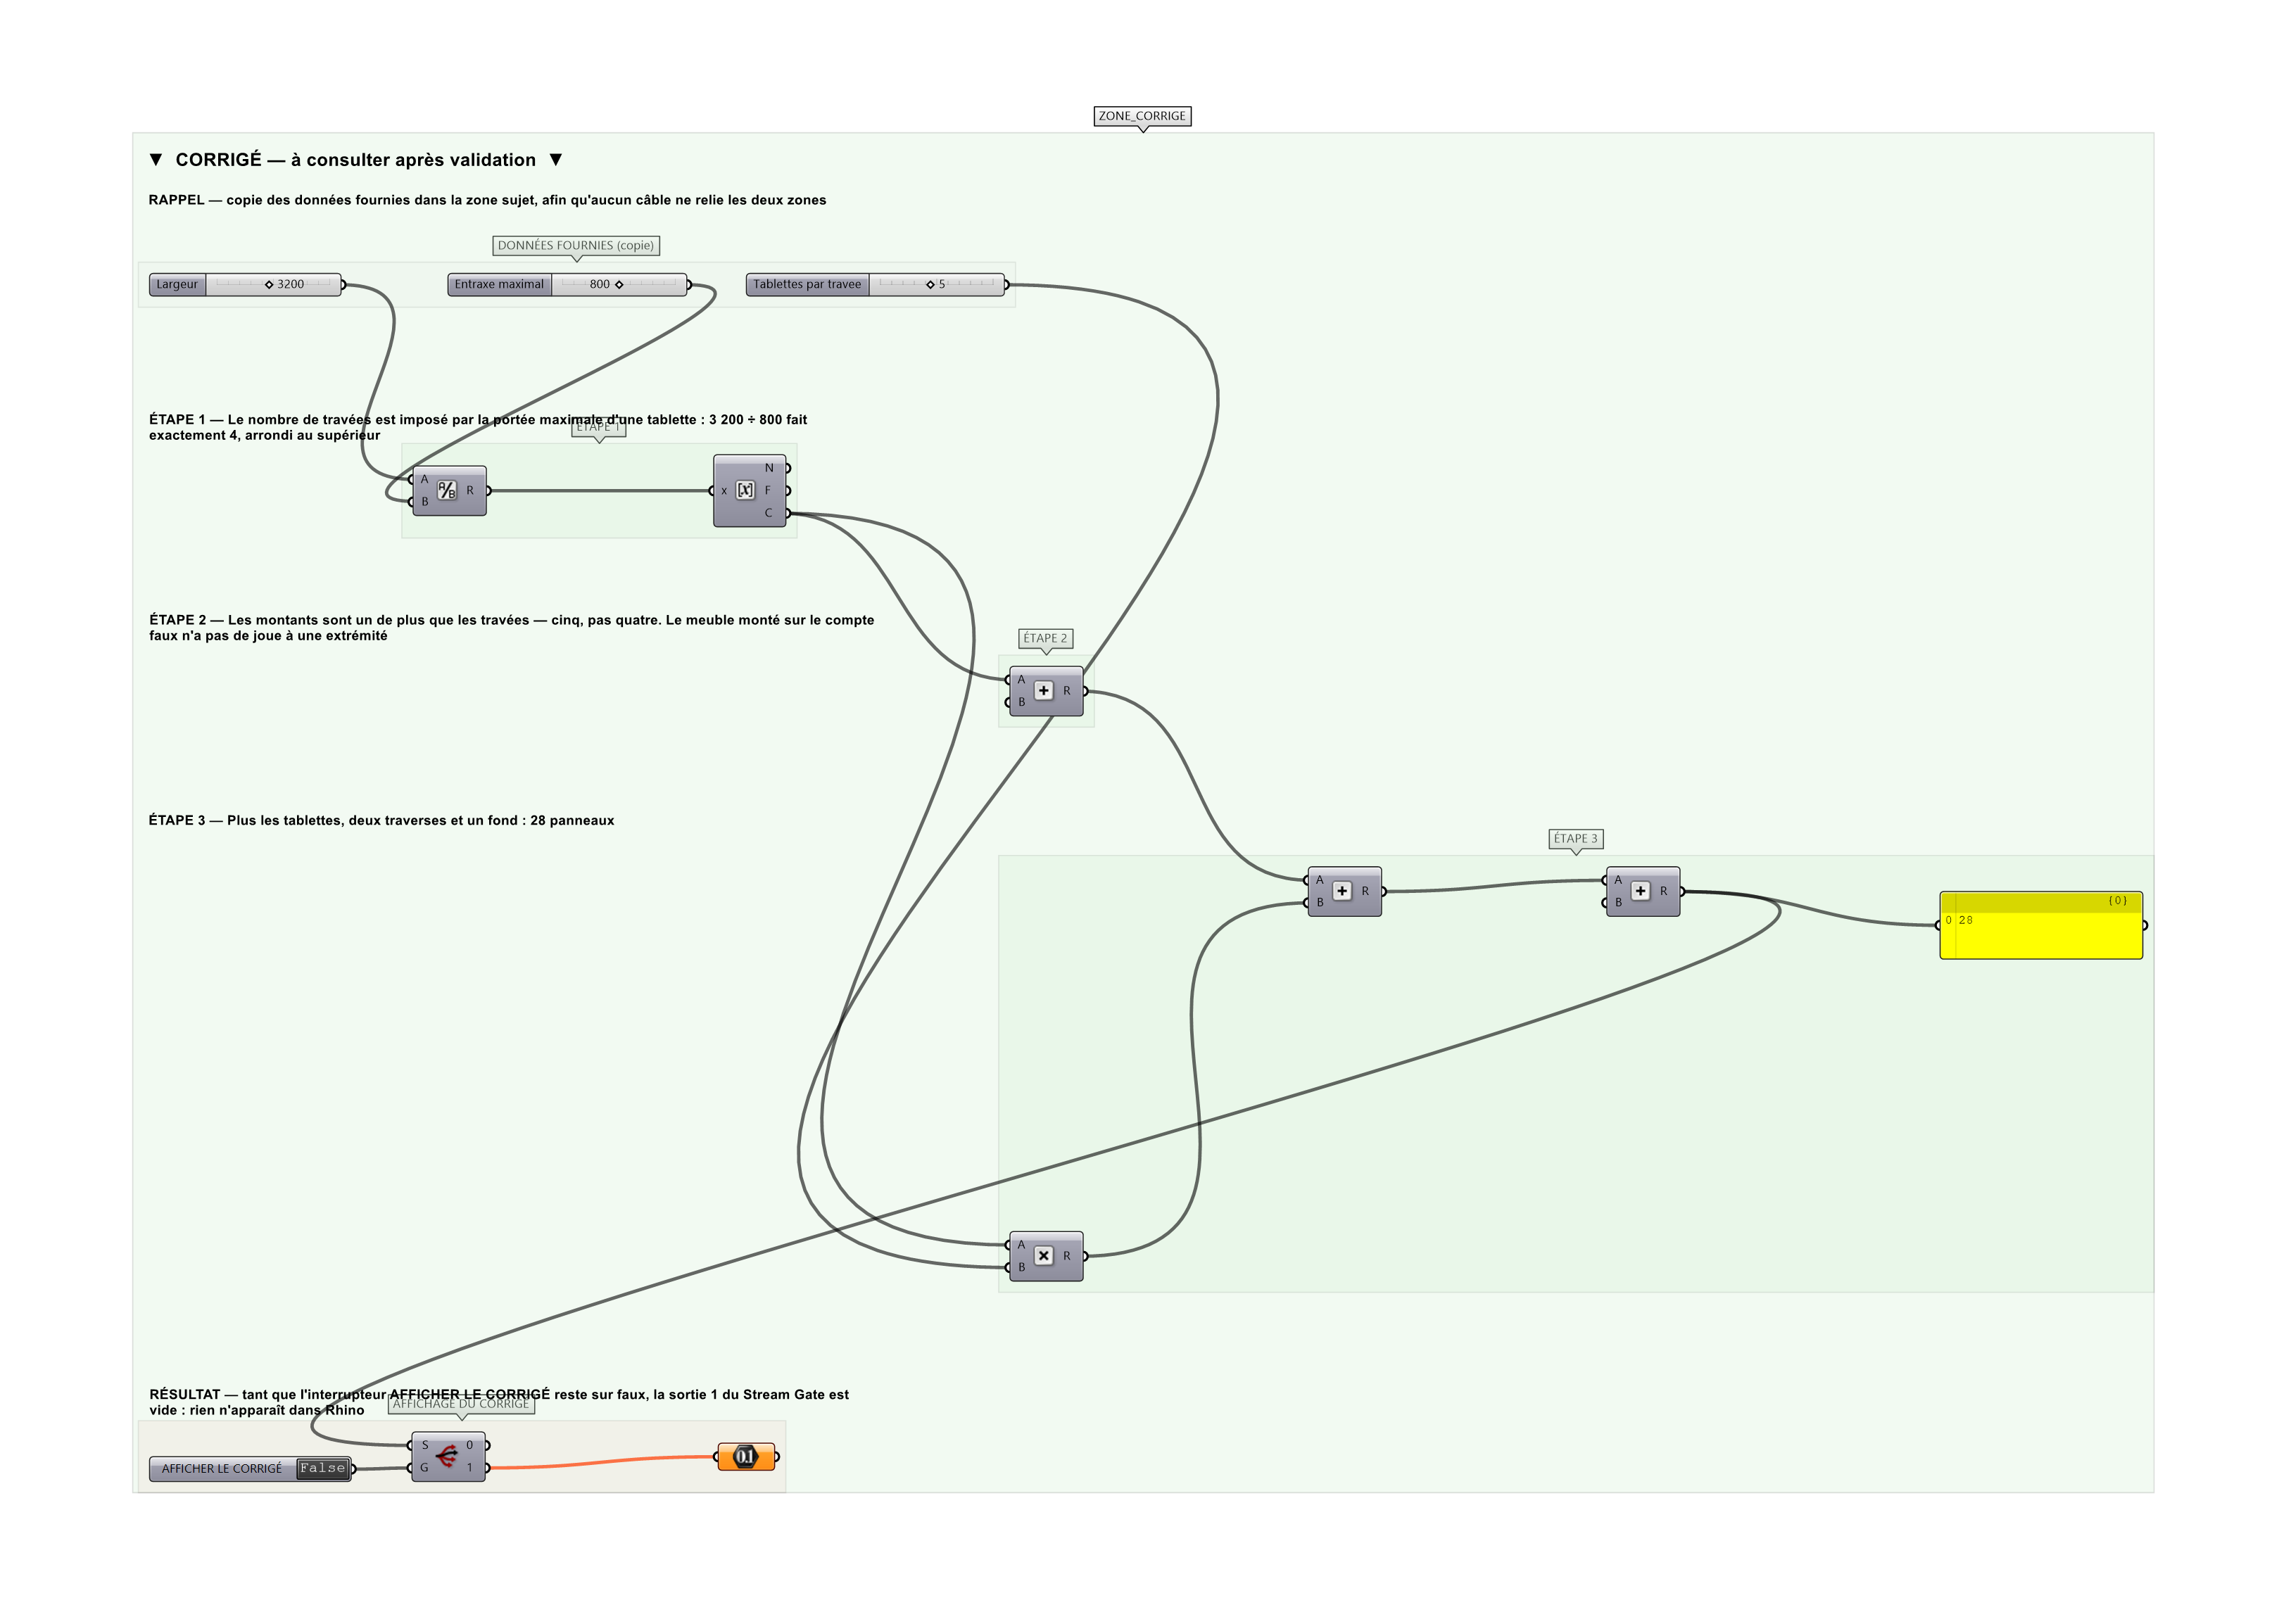 ZONE_CORRIGE
▼ CORRIGÉ — à consulter après validation ▼
RAPPEL — copie des données fournies dans la zone sujet, afin qu'aucun câble ne relie les deux zones
DONNÉES FOURNIES (copie)
Largeur 3200
Entraxe maximal 800
Tablettes par travee 5
ÉTAPE 1 — Le nombre de travées est imposé par la portée maximale d'une tablette : 3 200 ÷ 800 fait
exactement 4, arrondi au supérieur
ÉTAPE 1
A
B
A/B
R
x
[x]
N
F
C
ÉTAPE 2 — Les montants sont un de plus que les travées — cinq, pas quatre. Le meuble monté sur le compte
faux n'a pas de joue à une extrémité
ÉTAPE 2
A
B
+
R
ÉTAPE 3 — Plus les tablettes, deux traverses et un fond : 28 panneaux
ÉTAPE 3
A
B
+
R
A
B
+
R
{0}
0 28
A
B
×
R
RÉSULTAT — tant que l'interrupteur AFFICHER LE CORRIGÉ reste sur faux, la sortie 1 du Stream Gate est
vide : rien n'apparaît dans Rhino
AFFICHAGE DU CORRIGÉ
AFFICHER LE CORRIGÉ False
S
G
0
1
0.1